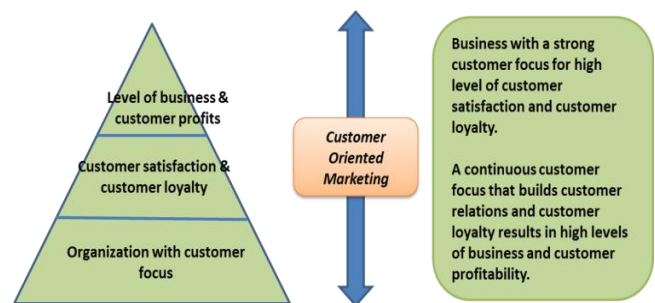 Level of business &
customer profits
Customer satisfaction &
customer loyalty
Organization with customer
focus
Customer
Oriented
Marketing
Business with a strong
customer focus for high
level of customer
satisfaction and customer
loyalty.
A continuous customer
focus that builds customer
relations and customer
loyalty results in high levels
of business and customer
profitability.